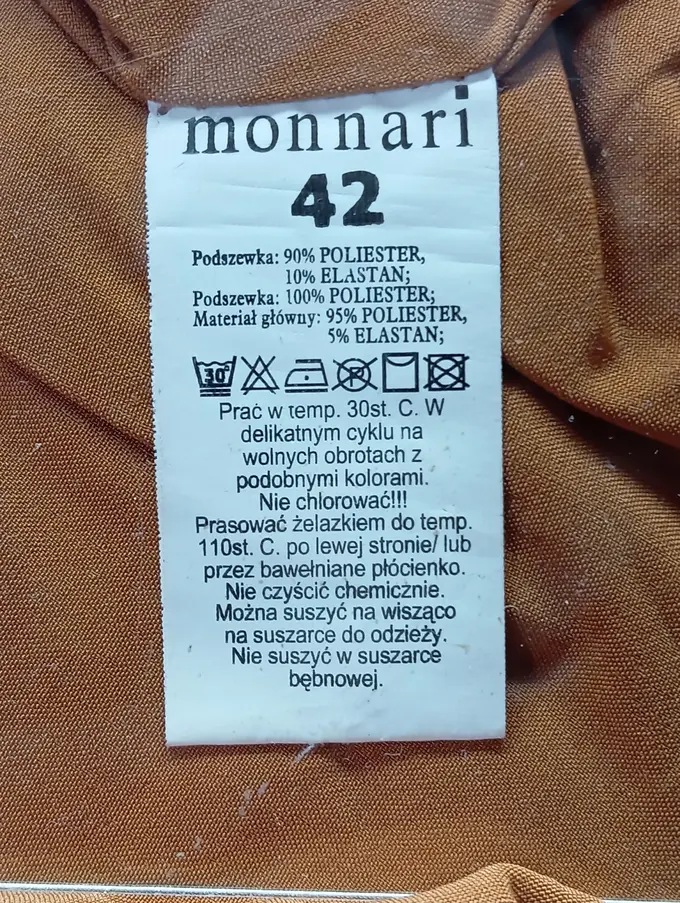 monnari
42
Podszewka: 90% POLIESTER,
10% ELASTAN;
Podszewka: 100% POLIESTER;
Materiał główny: 95% POLIESTER,
5% ELASTAN;
30°
P
Prać w temp. 30st. C. W
delikatnym cyklu na
wolnych obrotach z
podobnymi kolorami.
Nie chlorować!!!
Prasować żelazkiem do temp.
110st. C. po lewej stronie/ lub
przez bawełniane płócienko.
Nie czyścić chemicznie.
Można suszyć na wisząco
na suszarce do odzieży.
Nie suszyć w suszarce
bębnowej.